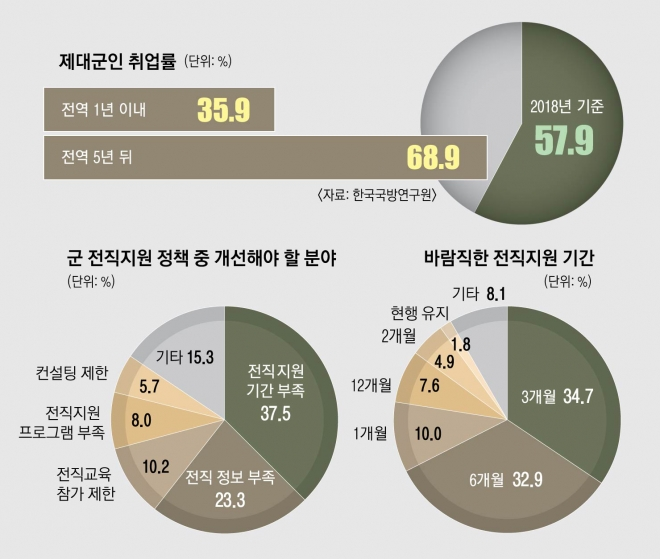 제대군인 취업률 (단위: %)
전역 1년 이내 35.9
전역 5년 뒤 68.9
2018년 기준
57.9
〈자료: 한국국방연구원〉
군 전직지원 정책 중 개선해야 할 분야
(단위: %)
전직지원
기간 부족
37.5
전직 정보 부족
23.3
전직교육
참가 제한
10.2
전직지원
프로그램 부족
8.0
컨설팅 제한
5.7
기타 15.3
바람직한 전직지원 기간
(단위: %)
3개월 34.7
6개월 32.9
1개월
10.0
12개월
7.6
2개월
4.9
현행 유지
1.8
기타 8.1